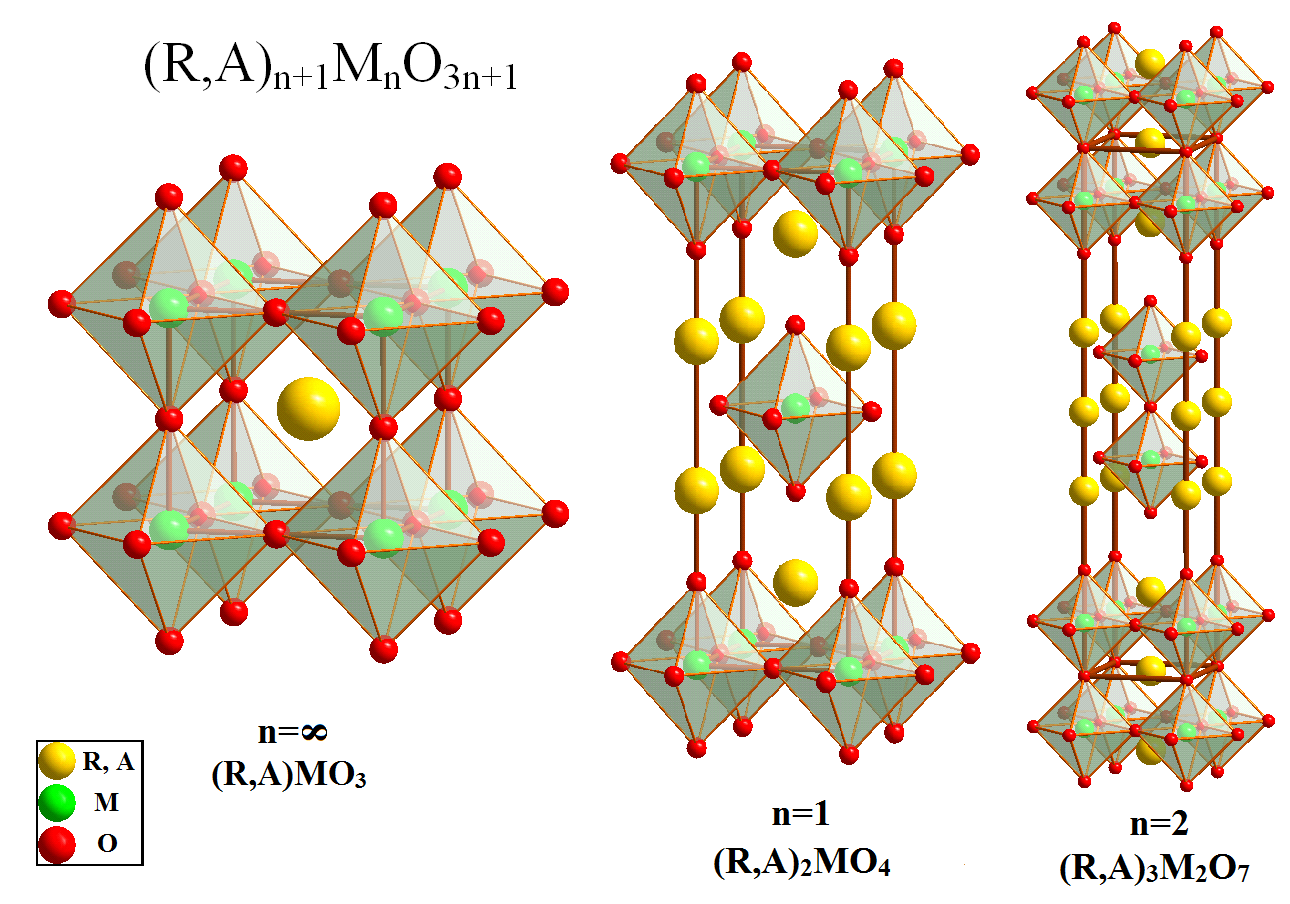 (R,A)ₙ₊₁MₙO₃ₙ₊₁
n=∞
(R,A)MO₃
R, A
M
O
n=1
(R,A)₂MO₄
n=2
(R,A)₃M₂O₇